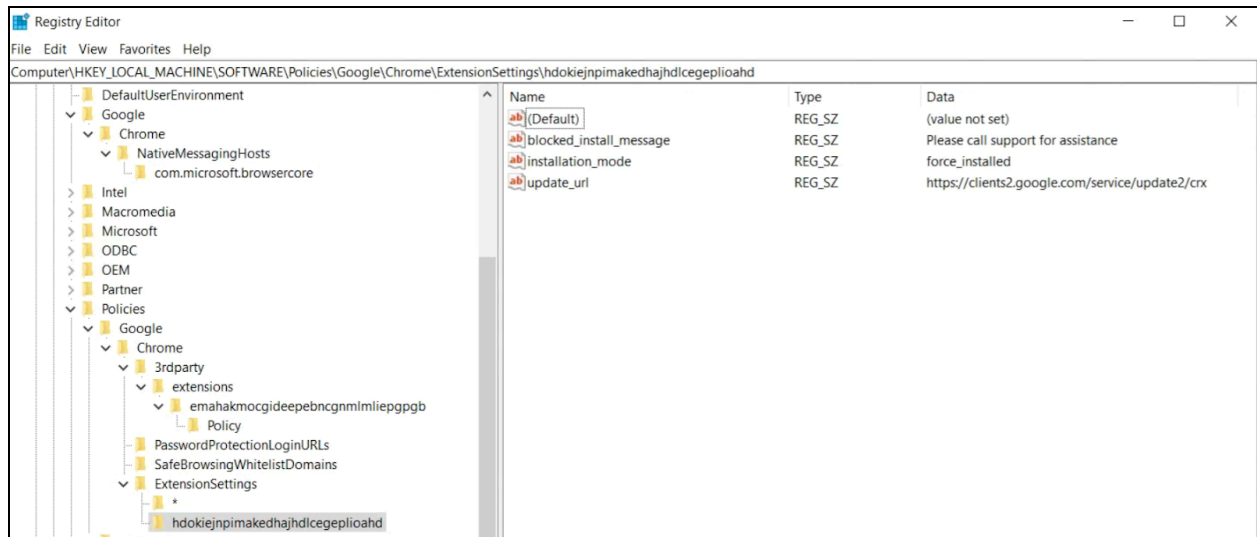 Registry Editor
File Edit View Favorites Help
Computer\HKEY_LOCAL_MACHINE\SOFTWARE\Policies\Google\Chrome\ExtensionSettings\hdokiejnpimakedhajhdlcegeplioahd
DefaultUserEnvironment
Google
Chrome
NativeMessagingHosts
com.microsoft.browsercore
Intel
Macromedia
Microsoft
ODBC
OEM
Partner
Policies
Google
Chrome
3rdparty
extensions
emahakmocgideepebncgnmlmliepgpgb
Policy
PasswordProtectionLoginURLs
SafeBrowsingWhitelistDomains
ExtensionSettings
*
hdokiejnpimakedhajhdlcegeplioahd
Name Type Data
(Default) REG_SZ (value not set)
blocked_install_message REG_SZ Please call support for assistance
installation_mode REG_SZ force_installed
update_url REG_SZ https://clients2.google.com/service/update2/crx